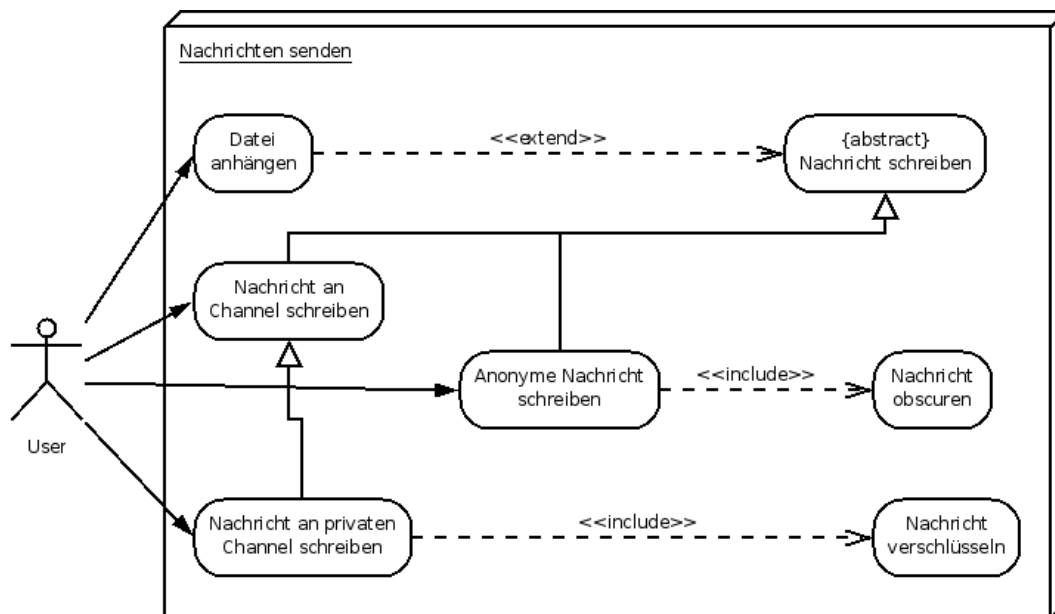 Nachrichten senden
Datei
anhängen
<<extend>>
{abstract}
Nachricht schreiben
Nachricht an
Channel schreiben
Anonyme Nachricht
schreiben
<<include>>
Nachricht
obscuren
User
Nachricht an privaten
Channel schreiben
<<include>>
Nachricht
verschlüsseln